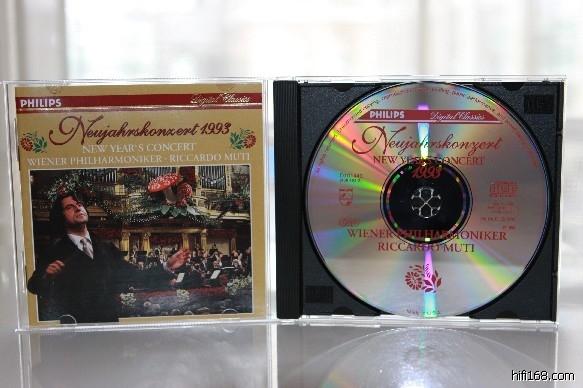 PHILIPS
Digital Classics
Neujahrskonzert 1993
NEW YEAR'S CONCERT
WIENER PHILHARMONIKER · RICCARDO MUTI
PHILIPS
Digital Classics
Neujahrskonzert
NEW YEAR'S CONCERT
1993
WIENER PHILHARMONIKER
RICCARDO MUTI
hifi168.com